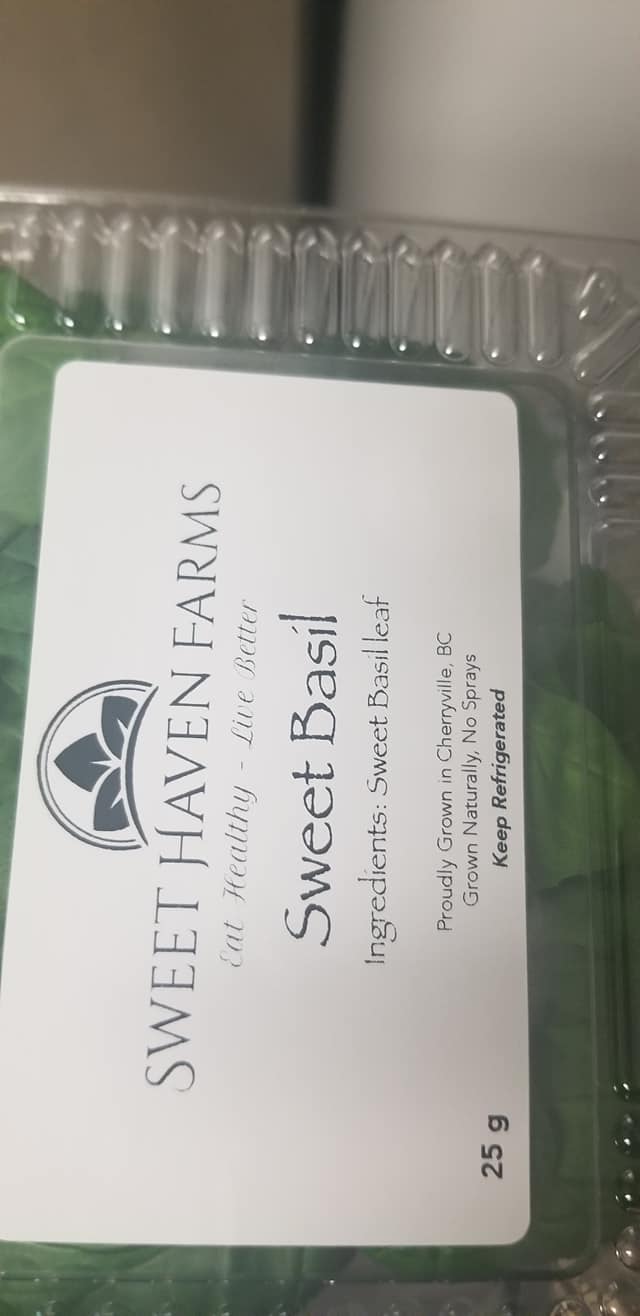 SWEET HAVEN FARMS
Eat Healthy - Live Better
Sweet Basil
Ingredients: Sweet Basil leaf
Proudly Grown in Cherryville, BC
Grown Naturally, No Sprays
Keep Refrigerated
25 g